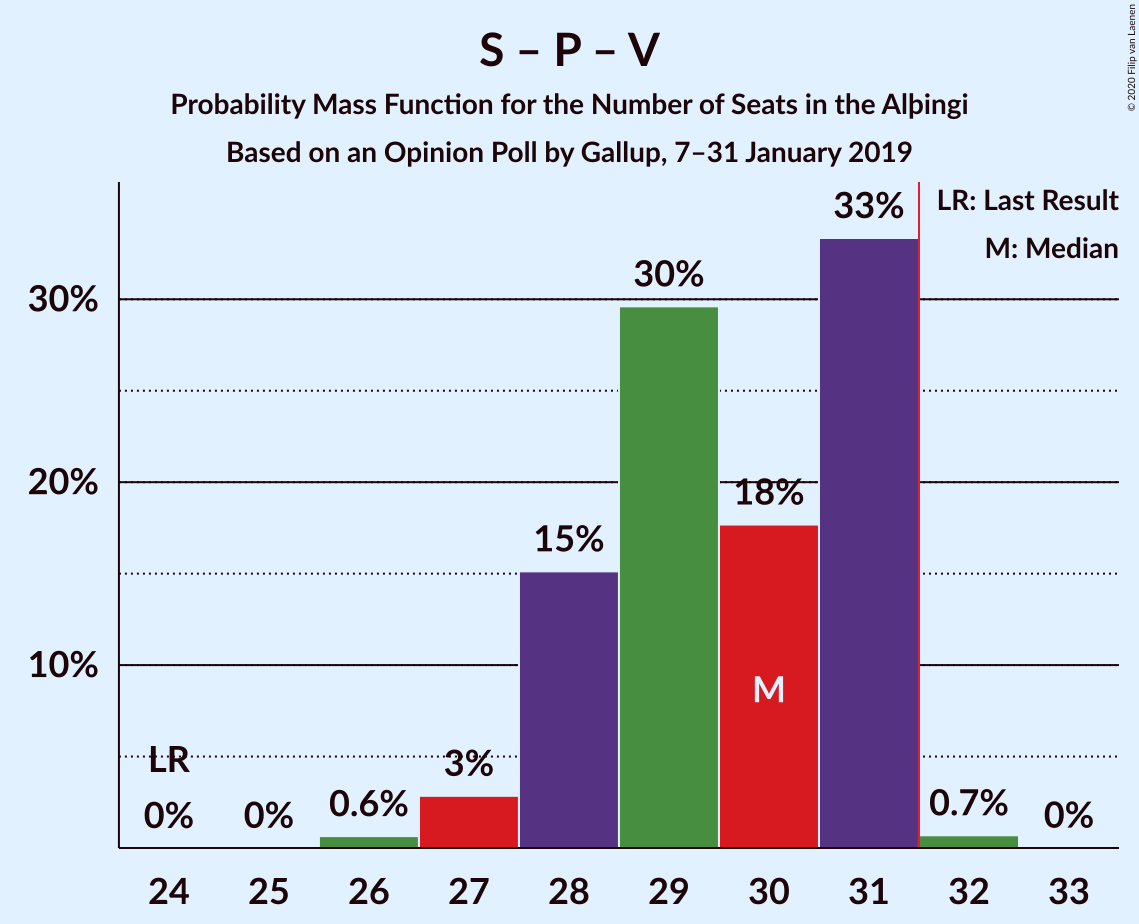 S – P – V
Probability Mass Function for the Number of Seats in the Alþingi
Based on an Opinion Poll by Gallup, 7–31 January 2019
© 2020 Filip van Laenen
LR: Last Result
M: Median
33%
30%
30%
20%
18%
15%
10%
M
LR
3%
0%
0%
0.6%
0.7%
0%
24 25 26 27 28 29 30 31 32 33